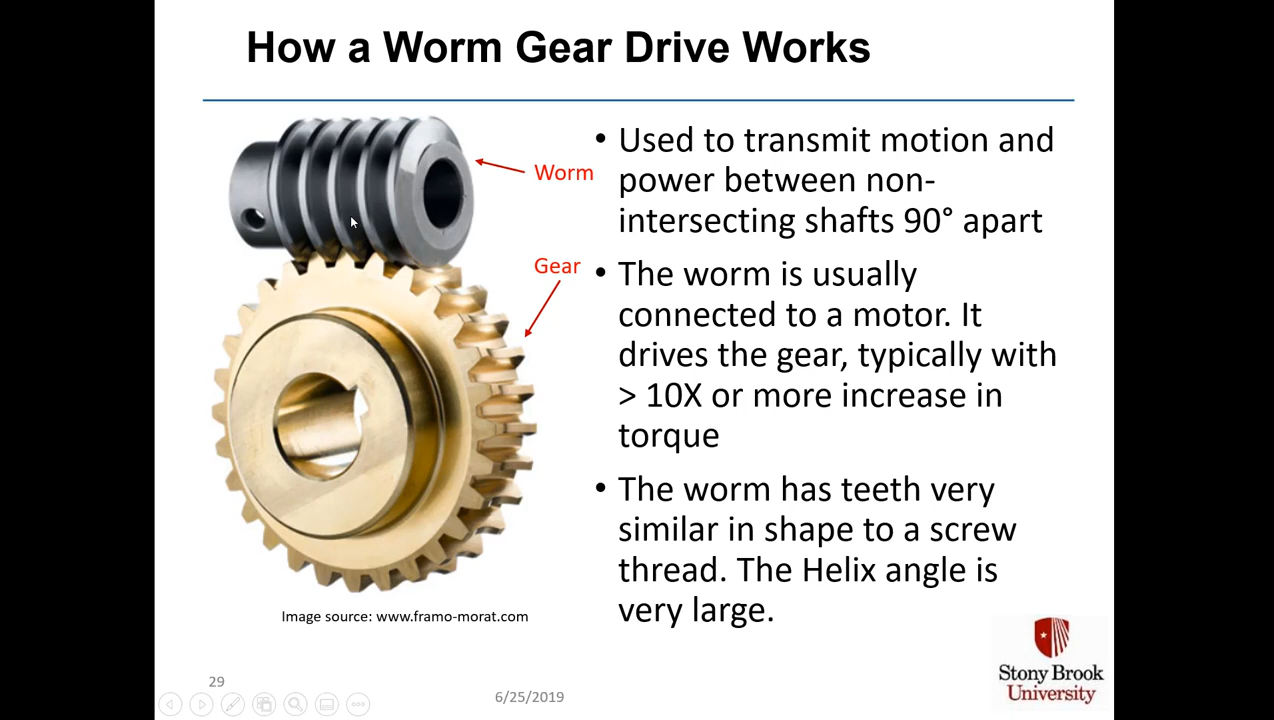 How a Worm Gear Drive Works
Worm
Gear
• Used to transmit motion and
power between non-
intersecting shafts 90° apart
• The worm is usually
connected to a motor. It
drives the gear, typically with
> 10X or more increase in
torque
• The worm has teeth very
similar in shape to a screw
thread. The Helix angle is
very large.
Image source: www.framo-morat.com
29
6/25/2019
Stony Brook
University